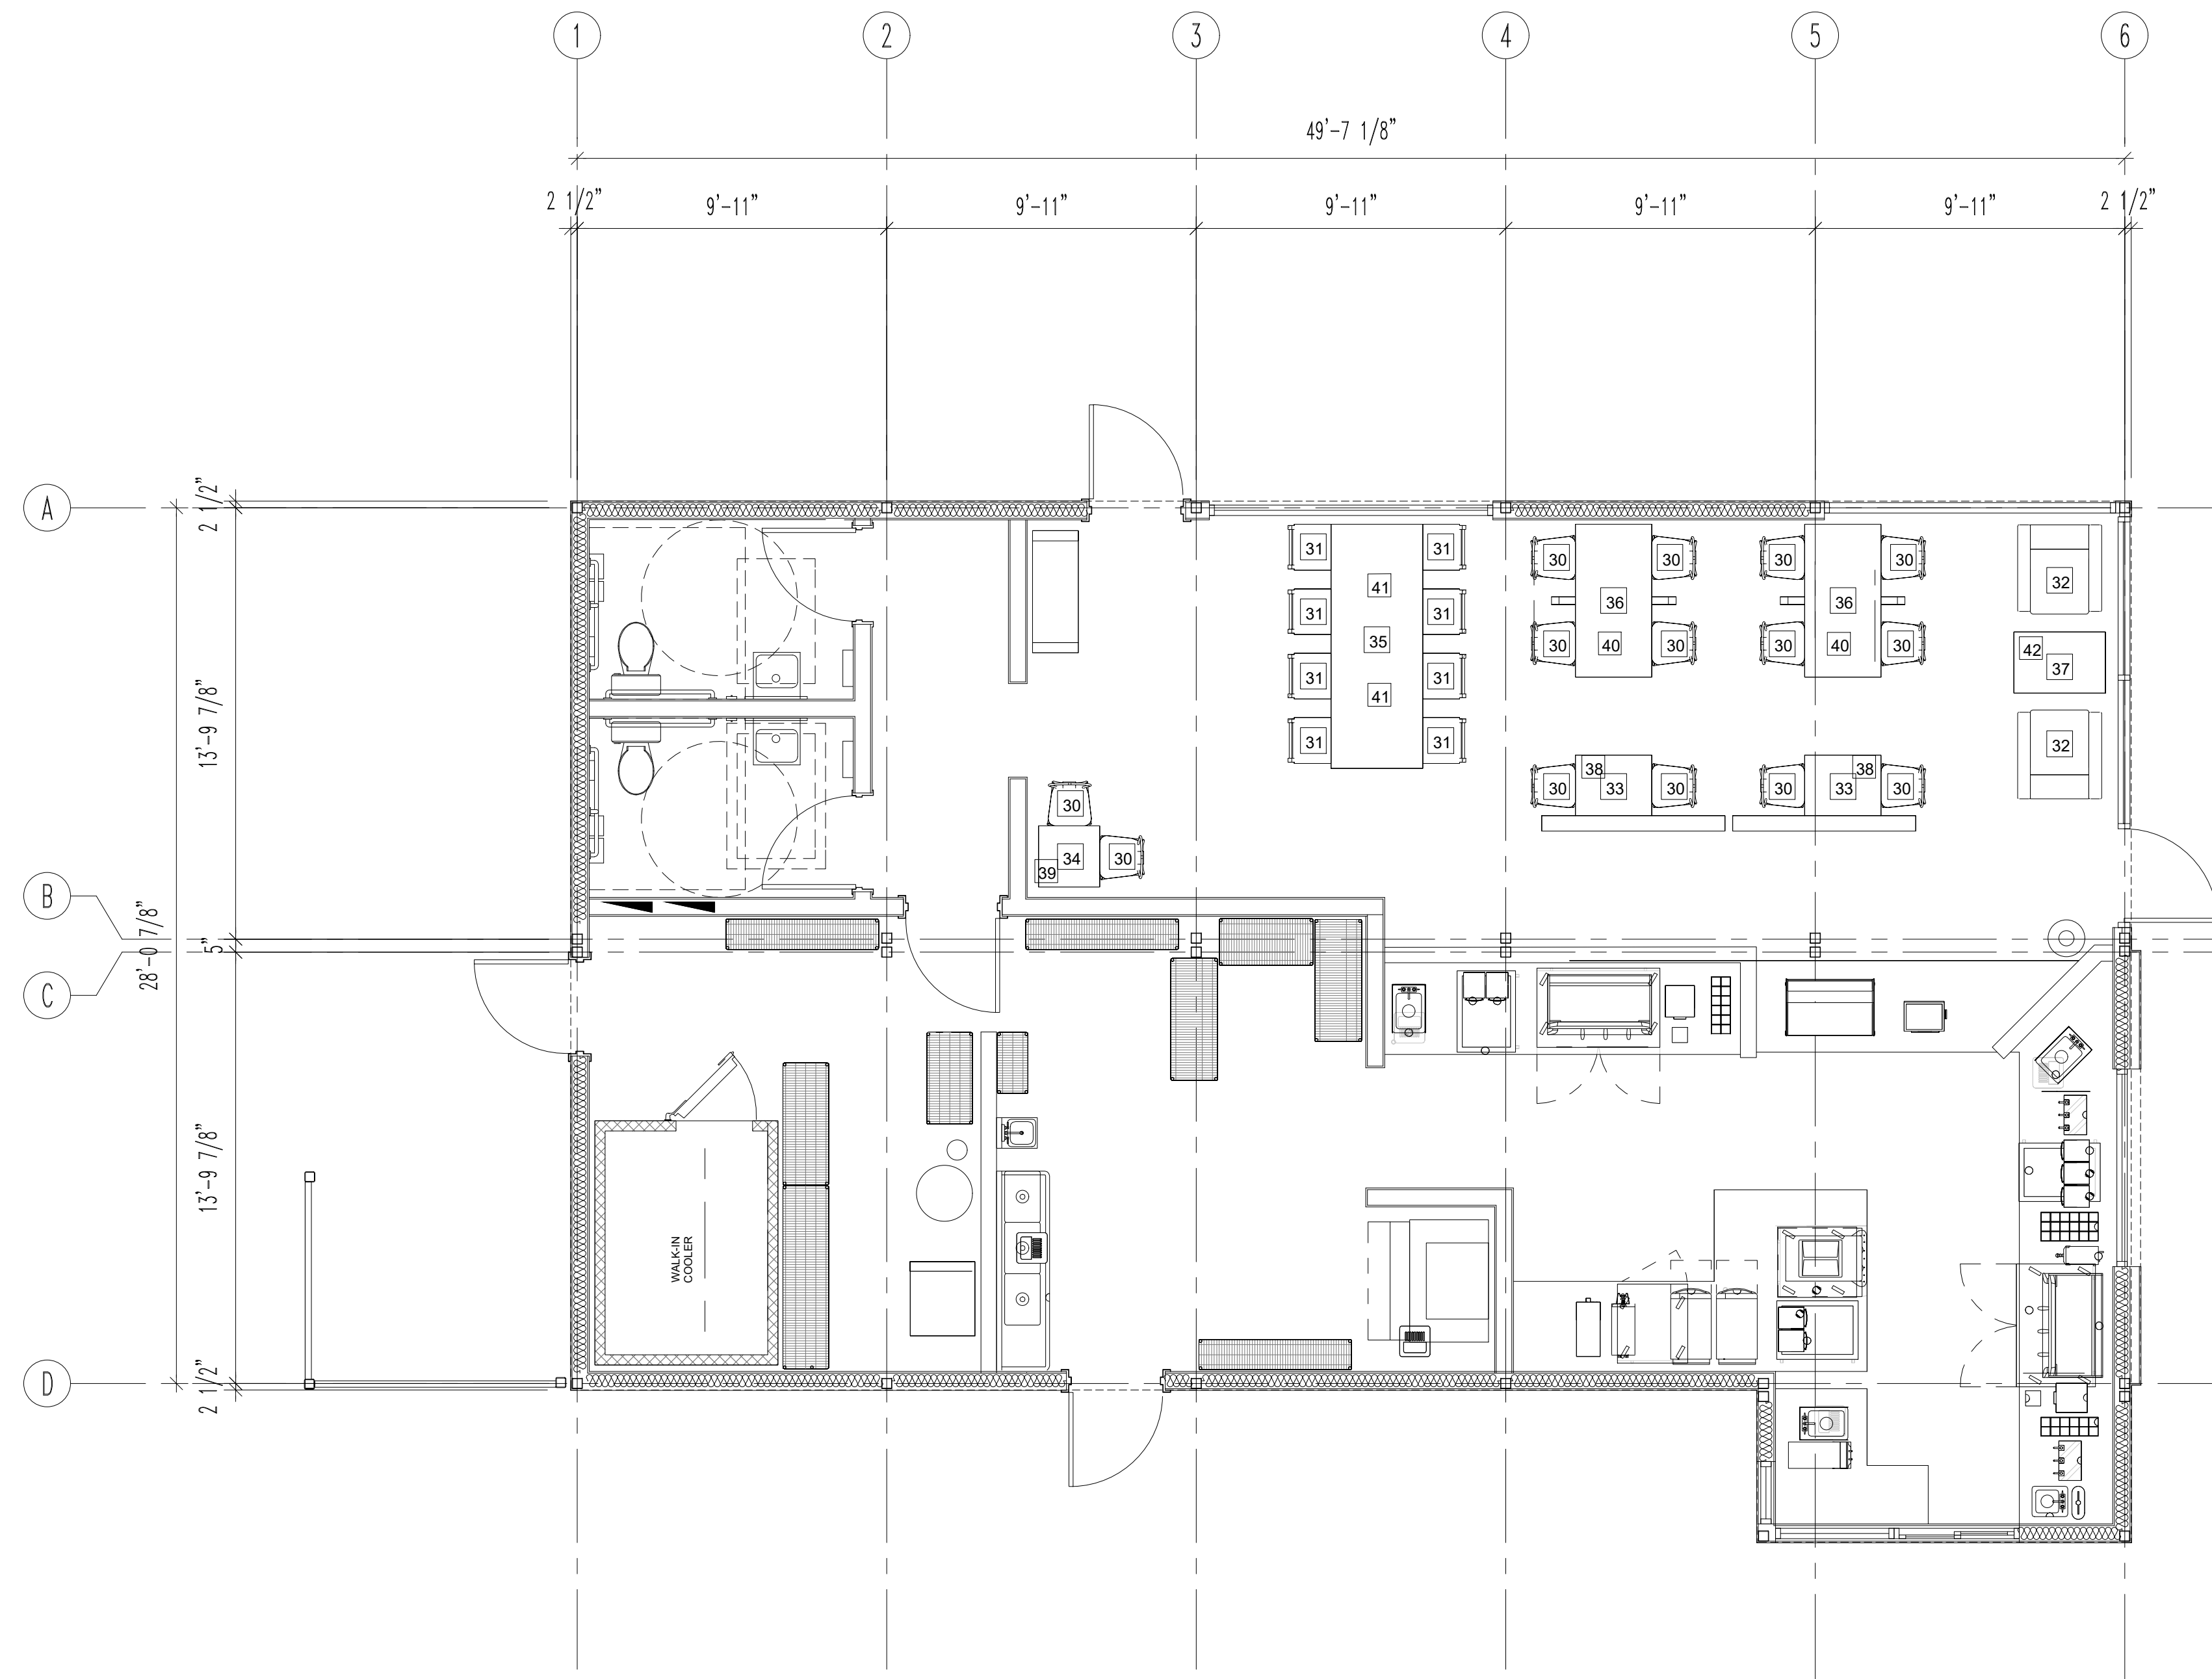 1 2 3 4 5 6
49'-7 1/8"
2 1/2" 9'-11" 9'-11" 9'-11" 9'-11" 9'-11" 2 1/2"
A
2 1/2"
31 31 30 30 30 30
32
41
36 36
31 31
35
30 40 30 30 40 30
42
37
31 31
41
13'-9 7/8"
31 31
32
38 38
30 33 30 30 33 30
30
34 30
39
B
28'-0 7/8"
5"
C
13'-9 7/8"
WALK-IN
COOLER
D
2 1/2"